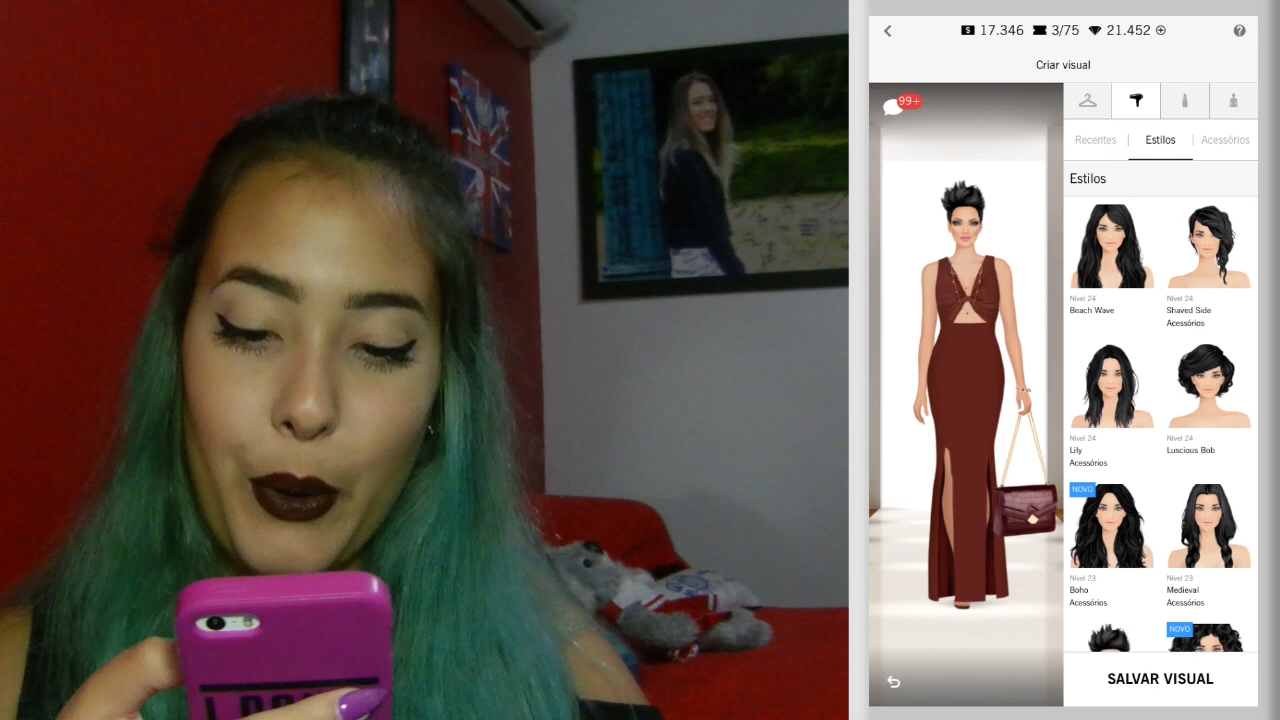 17.346 3/75 21.452
Criar visual
99+
Recentes Estilos Acessórios
Estilos
Nível 24
Beach Wave
Nível 24
Shaved Side
Acessórios
Nível 24
Lily
Acessórios
Nível 24
Luscious Bob
NOVO
Nível 23
Boho
Acessórios
Nível 23
Medieval
Acessórios
NOVO
SALVAR VISUAL